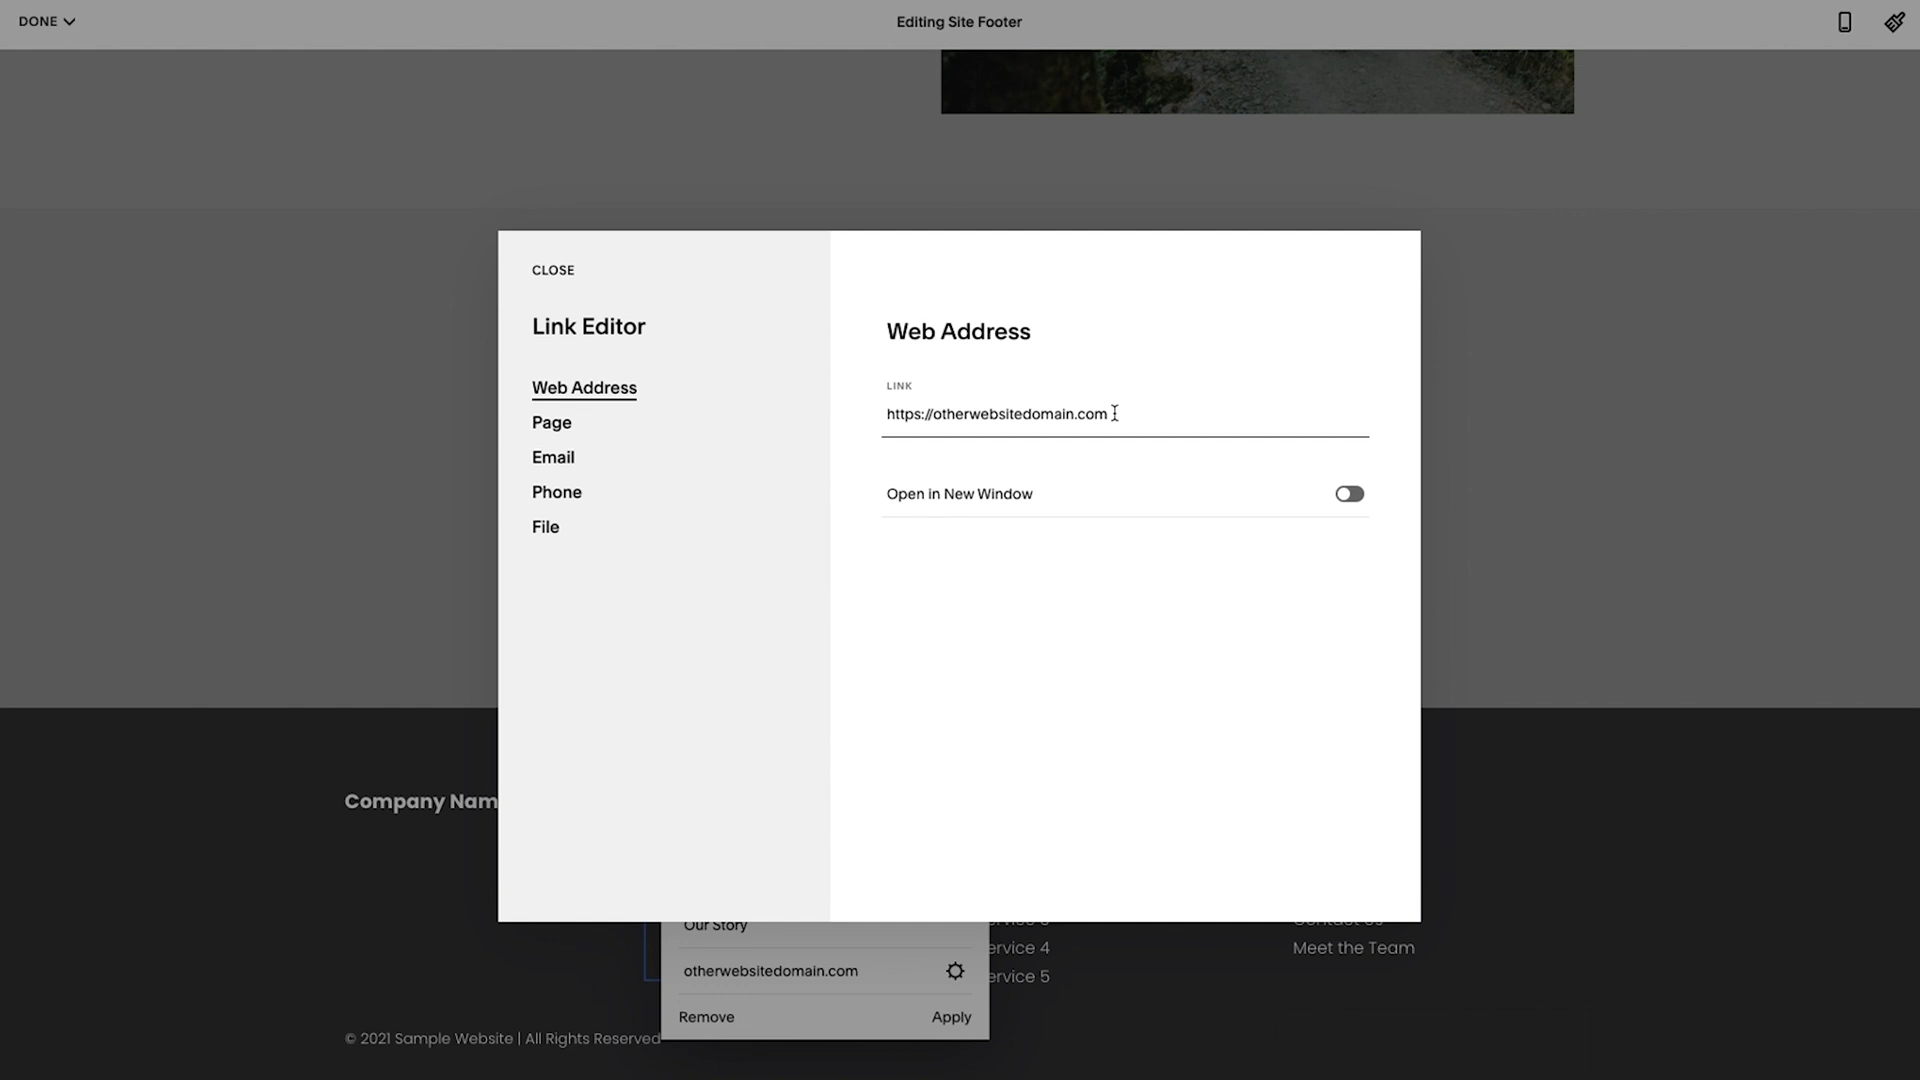 DONE
Editing Site Footer
CLOSE
Link Editor
Web Address
Page
Email
Phone
File
Web Address
LINK
https://otherwebsitedomain.com
Open in New Window
Company Nam
Our Story
otherwebsitedomain.com
Remove
Apply
ervice 4
ervice 5
Contact Us
Meet the Team
© 2021 Sample Website | All Rights Reserved